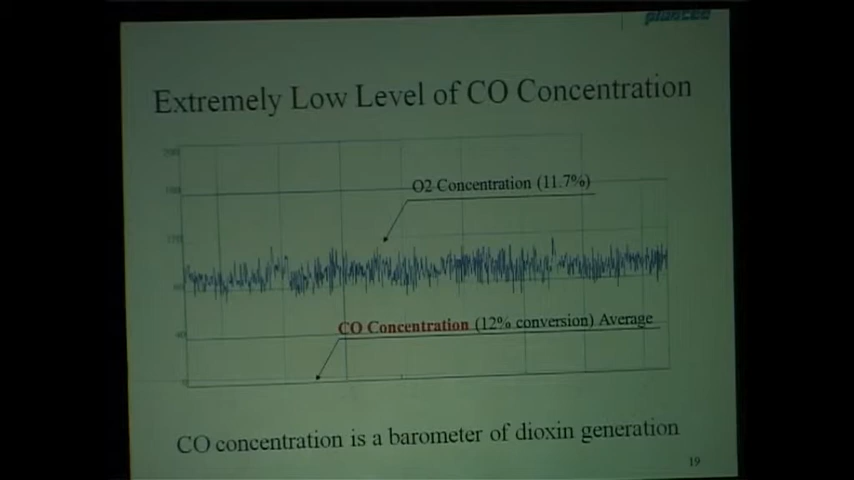 plantec
Extremely Low Level of CO Concentration
O2 Concentration (11.7%)
CO Concentration (12% conversion) Average
CO concentration is a barometer of dioxin generation
19